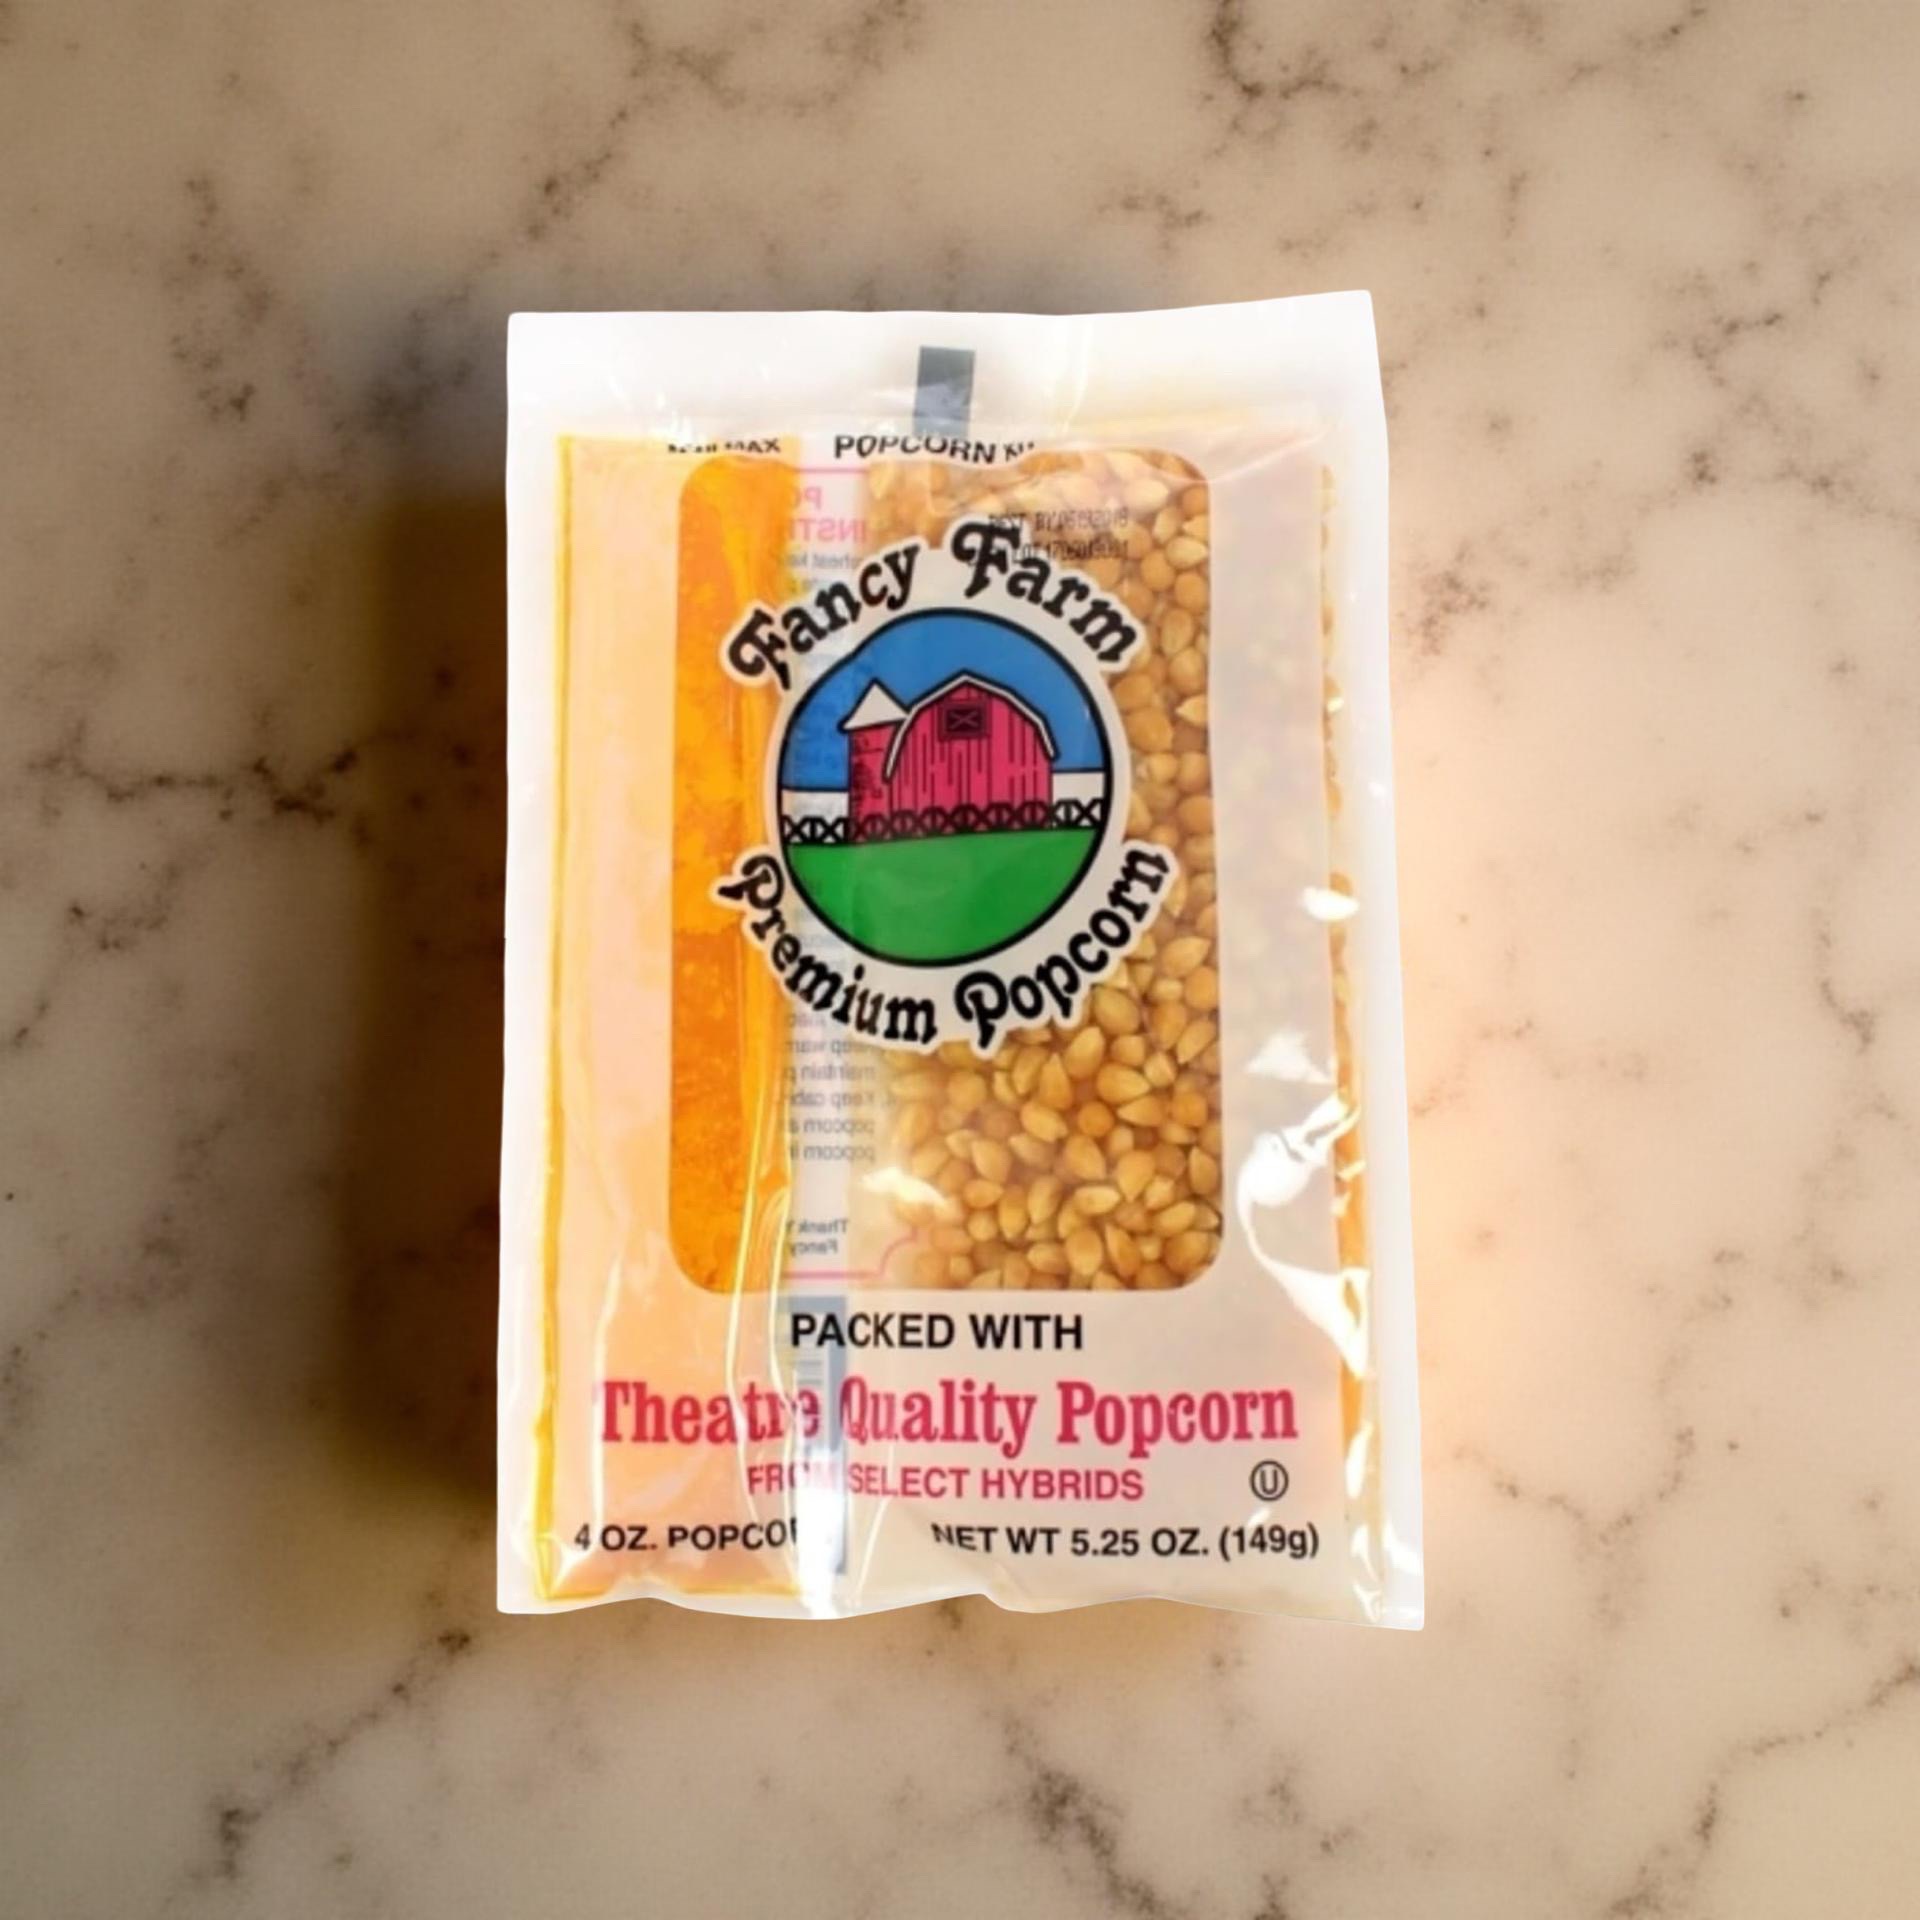 POPCORN
Fancy Farm
Premium Popcorn
PACKED WITH
Theatre Quality Popcorn
FROM SELECT HYBRIDS
U
4 OZ. POPCO
NET WT 5.25 OZ. (149g)